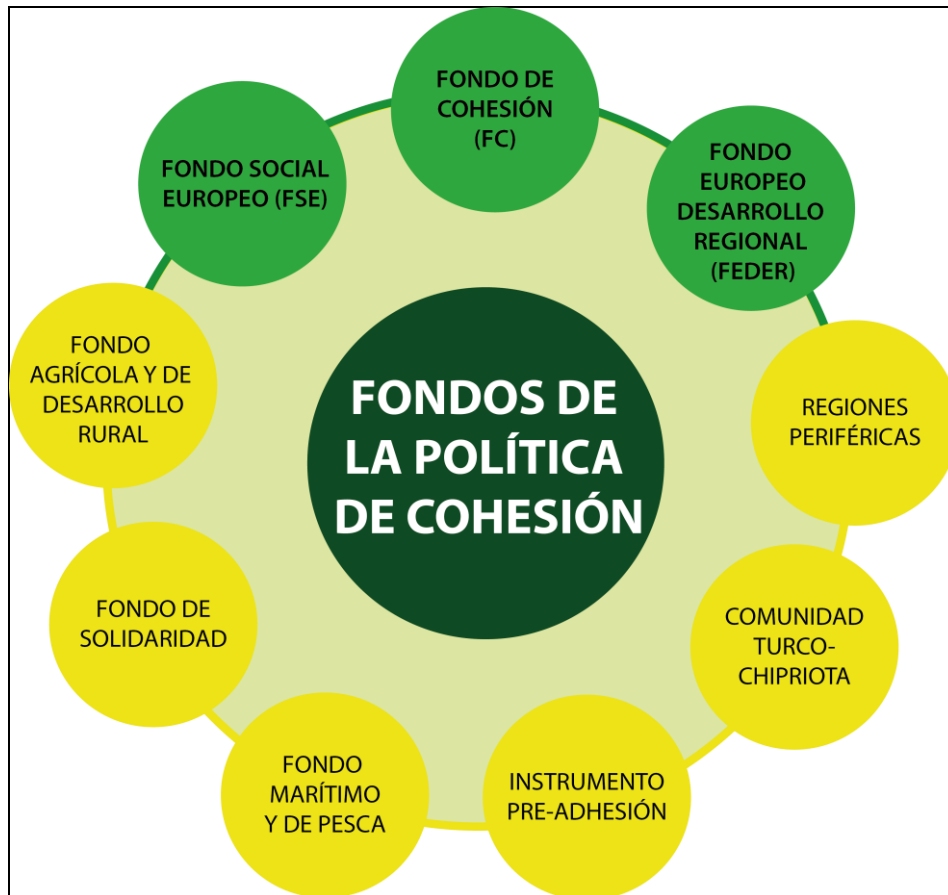 FONDO DE
COHESIÓN
(FC)
FONDO SOCIAL
EUROPEO (FSE)
FONDO
EUROPEO
DESARROLLO
REGIONAL
(FEDER)
FONDO
AGRÍCOLA Y DE
DESARROLLO
RURAL
FONDOS DE
LA POLÍTICA
DE COHESIÓN
REGIONES
PERIFÉRICAS
FONDO DE
SOLIDARIDAD
COMUNIDAD
TURCO-
CHIPRIOTA
FONDO
MARÍTIMO
Y DE PESCA
INSTRUMENTO
PRE-ADHESIÓN